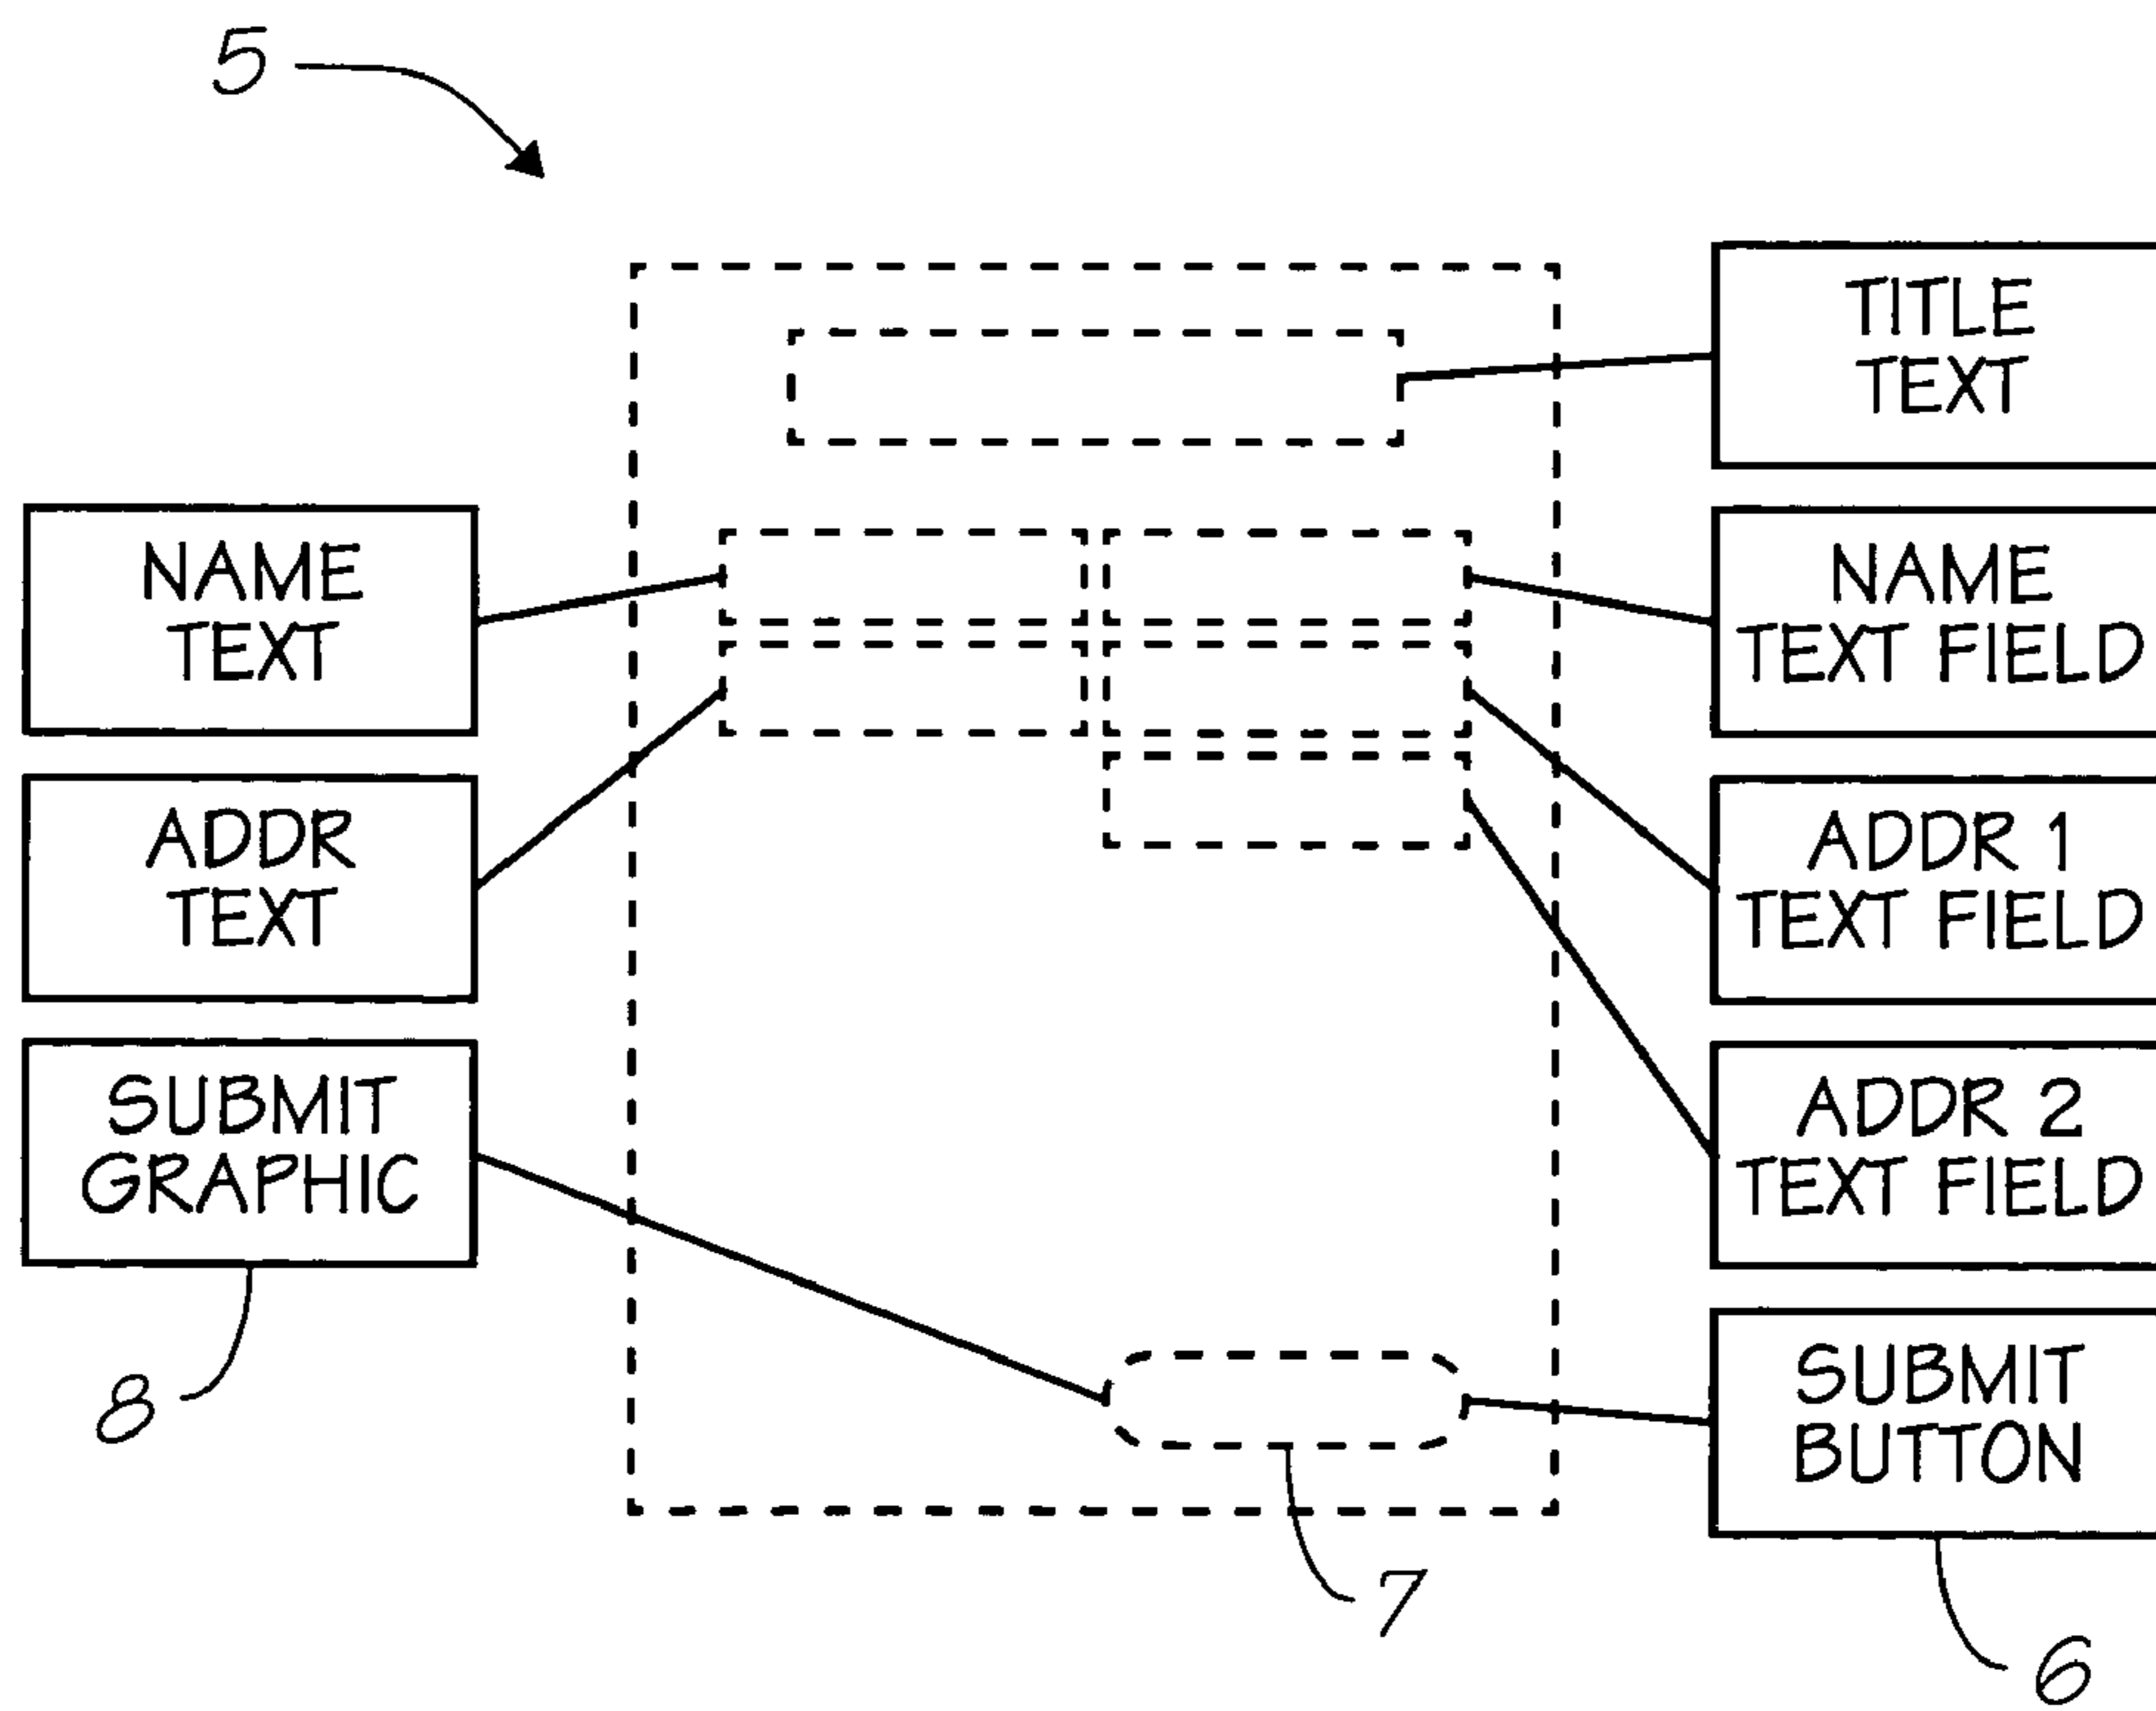 5
TITLE
TEXT
NAME
TEXT
NAME
TEXT FIELD
ADDR
TEXT
ADDR 1
TEXT FIELD
SUBMIT
GRAPHIC
ADDR 2
TEXT FIELD
SUBMIT
BUTTON
8
7
6